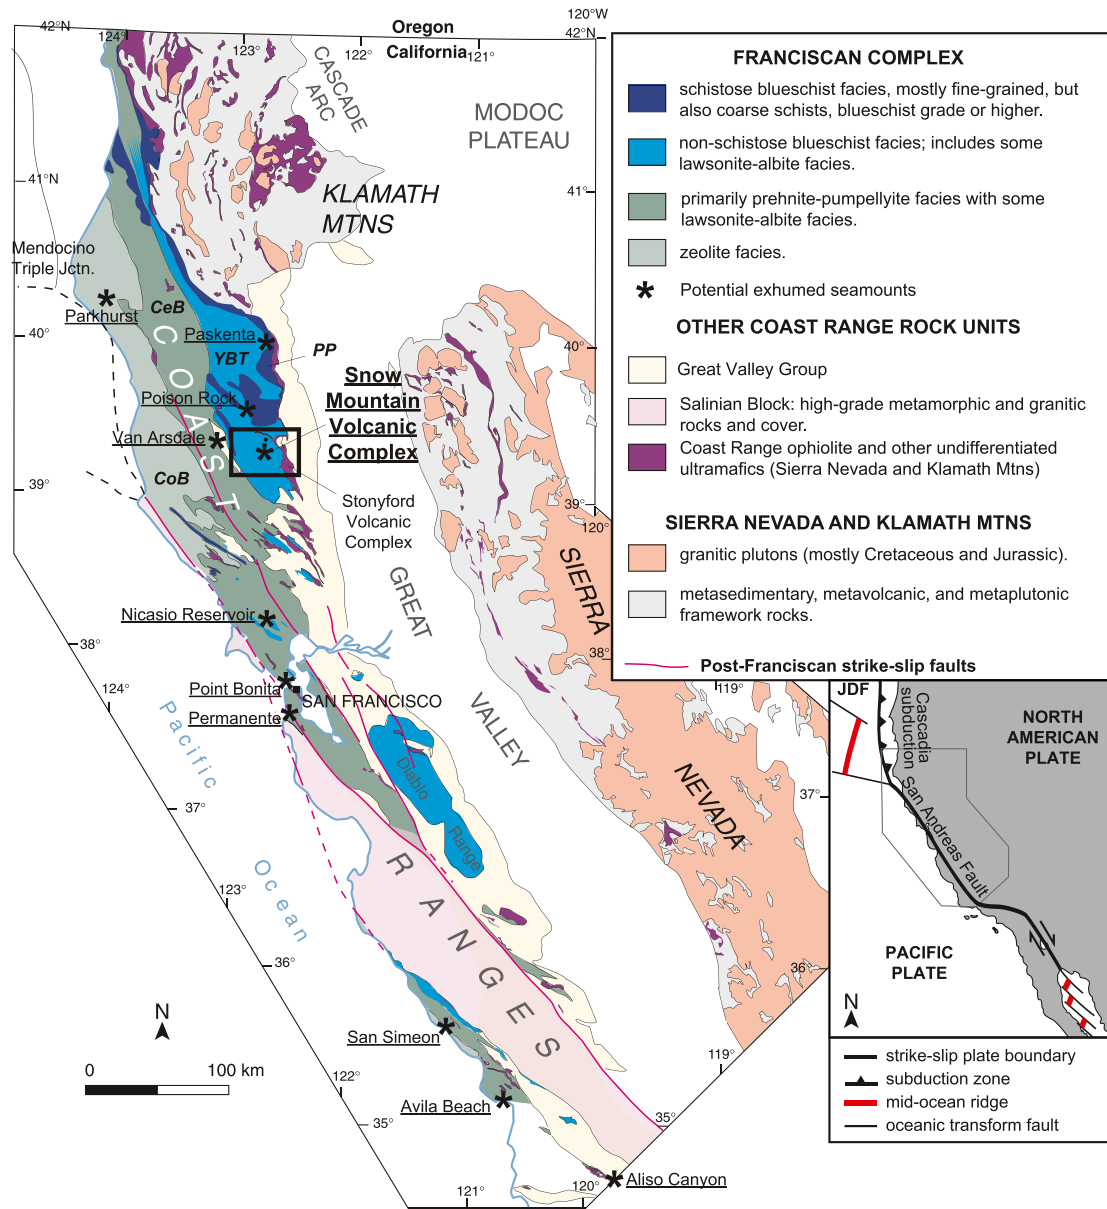 42°N
124°
123°
122°
Oregon
California
121°
120°W
42°N
CASCADE
ARC
MODOC
PLATEAU
41°N
41°
KLAMATH
MTNS
Mendocino
Triple Jctn.
Parkhurst
CeB
40°
40°
Paskenta
YBT
PP
Poison Rock
Van Arsdale
CoB
Snow
Mountain
Volcanic
Complex
Stonyford
Volcanic
Complex
39°
39°
120°
COAST
RANGES
GREAT
VALLEY
SIERRA
NEVADA
Nicasio Reservoir
38°
38°
124°
Point Bonita
SAN FRANCISCO
Permanente
119°
Pacific
Ocean
Diablo
Range
37°
37°
123°
36°
36°
San Simeon
Avila Beach
122°
35°
35°
119°
Aliso Canyon
121°
120°
N
0
100 km
FRANCISCAN COMPLEX
schistose blueschist facies, mostly fine-grained, but
also coarse schists, blueschist grade or higher.
non-schistose blueschist facies; includes some
lawsonite-albite facies.
primarily prehnite-pumpellyite facies with some
lawsonite-albite facies.
zeolite facies.
Potential exhumed seamounts
OTHER COAST RANGE ROCK UNITS
Great Valley Group
Salinian Block: high-grade metamorphic and granitic
rocks and cover.
Coast Range ophiolite and other undifferentiated
ultramafics (Sierra Nevada and Klamath Mtns)
SIERRA NEVADA AND KLAMATH MTNS
granitic plutons (mostly Cretaceous and Jurassic).
metasedimentary, metavolcanic, and metaplutonic
framework rocks.
Post-Franciscan strike-slip faults
JDF
Cascadia
subduction
San Andreas Fault
NORTH
AMERICAN
PLATE
PACIFIC
PLATE
N
strike-slip plate boundary
subduction zone
mid-ocean ridge
oceanic transform fault